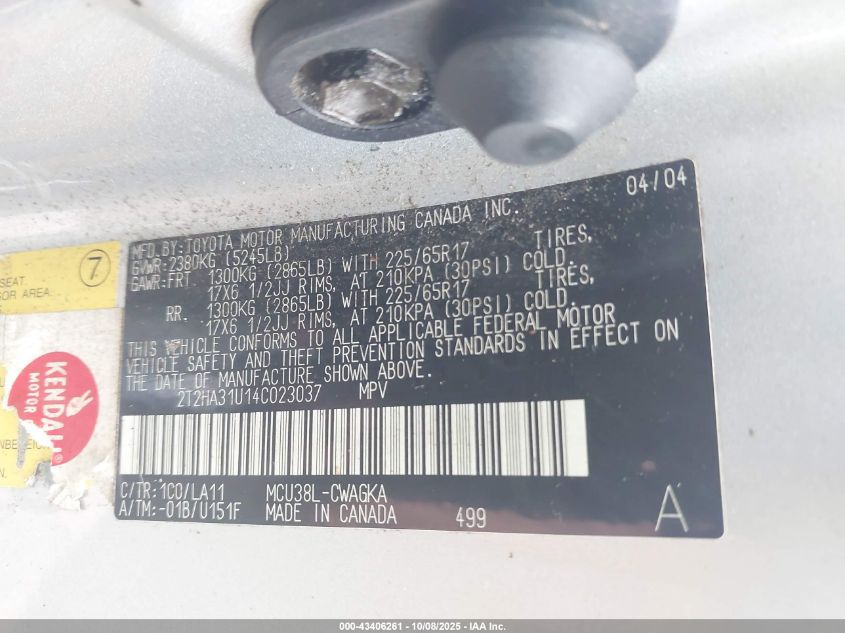 04/04
MFD.BY:TOYOTA MOTOR MANUFACTURING CANADA INC.
GVWR:2380KG (5245LB)
GAWR:FRT. 1300KG (2865LB) WITH 225/65R17 TIRES,
17X6 1/2JJ RIMS, AT 210KPA (30PSI) COLD.
RR. 1300KG (2865LB) WITH 225/65R17 TIRES,
17X6 1/2JJ RIMS, AT 210KPA (30PSI) COLD.
THIS VEHICLE CONFORMS TO ALL APPLICABLE FEDERAL MOTOR
VEHICLE SAFETY AND THEFT PREVENTION STANDARDS IN EFFECT ON
THE DATE OF MANUFACTURE SHOWN ABOVE.
2T2HA31U14C023037 MPV
C/TR:1C0/LA11 MCU38L-CWAGKA
A/TM:-01B/U151F MADE IN CANADA 499 A
7
SEAT.
AREA.
KENDALL
MOTOR
000-43406261 - 10/08/2025 - IAA Inc.